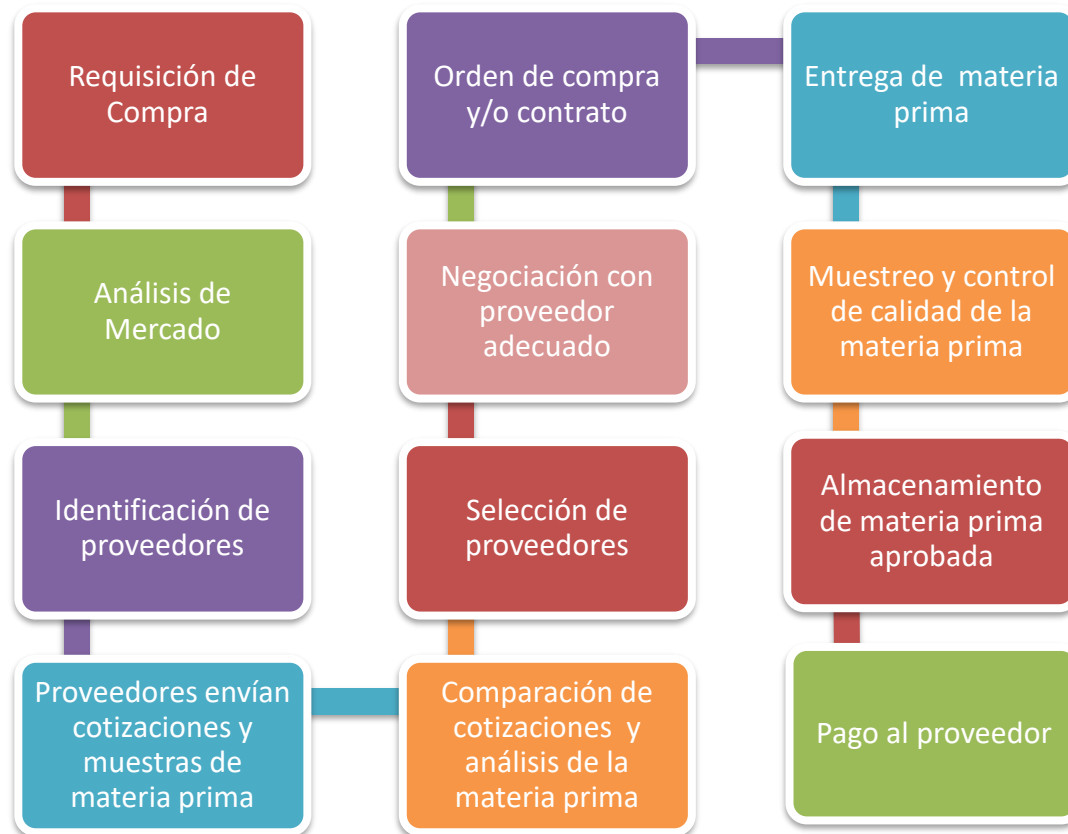 Requisición de
Compra
Análisis de
Mercado
Identificación de
proveedores
Proveedores envían
cotizaciones y
muestras de
materia prima
Comparación de
cotizaciones y
análisis de la
materia prima
Selección de
proveedores
Negociación con
proveedor
adecuado
Orden de compra
y/o contrato
Entrega de materia
prima
Muestreo y control
de calidad de la
materia prima
Almacenamiento
de materia prima
aprobada
Pago al proveedor